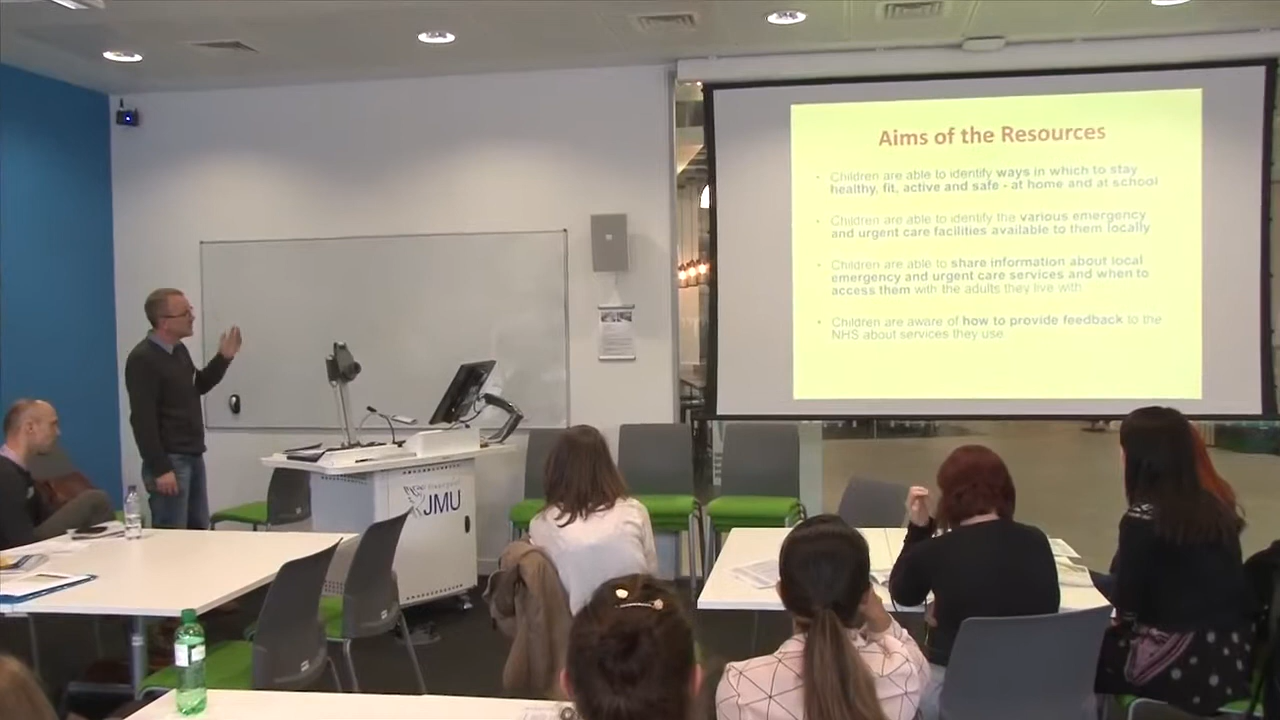 Aims of the Resources
Children are able to identify ways in which to stay
healthy, fit, active and safe - at home and at school
Children are able to identify the various emergency
and urgent care facilities available to them locally
Children are able to share information about local
emergency and urgent care services and when to
access them with the adults they live with
Children are aware of how to provide feedback to the
NHS about services they use
JMU